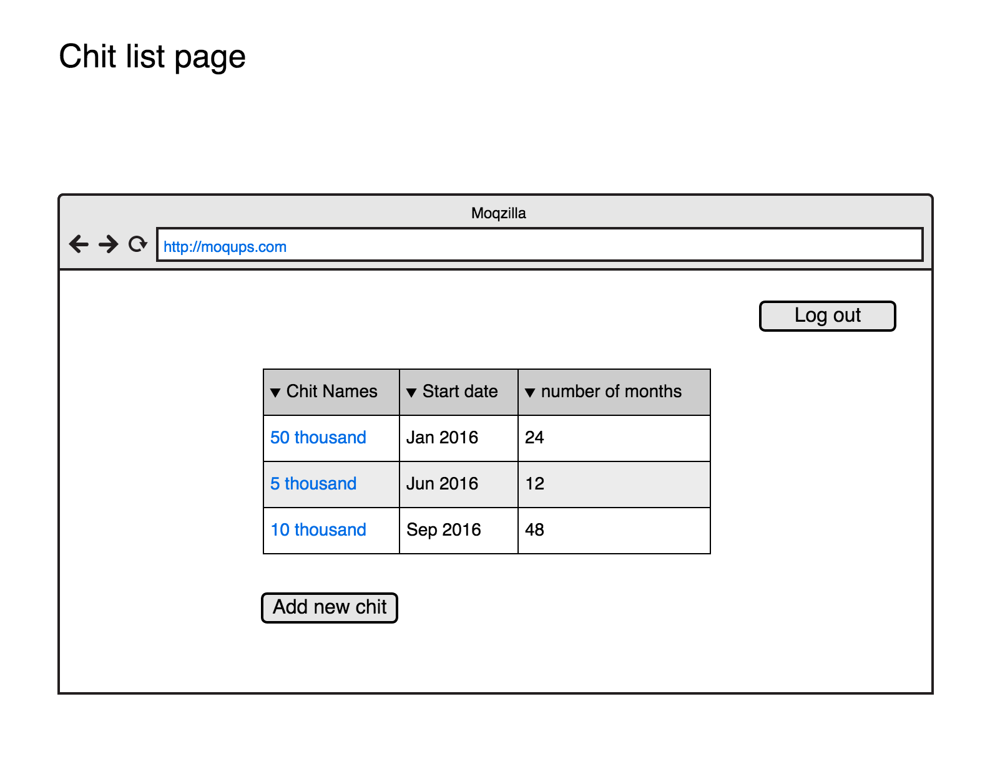 Chit list page
Moqzilla
http://moqups.com
Log out
Chit Names Start date number of months
50 thousand Jan 2016 24
5 thousand Jun 2016 12
10 thousand Sep 2016 48
Add new chit